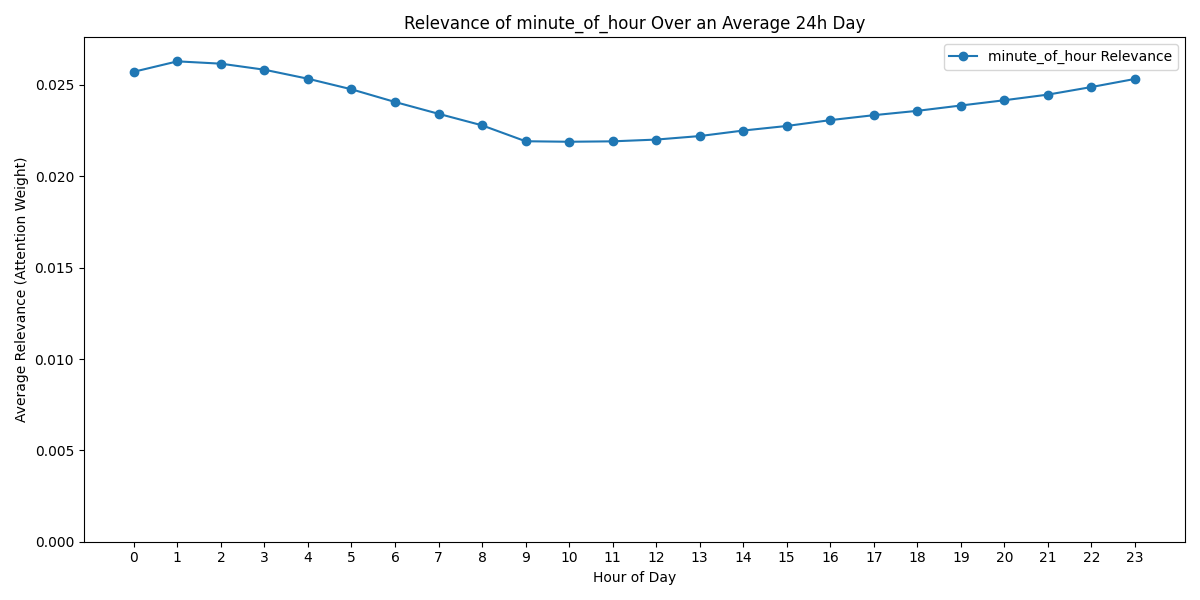 Relevance of minute_of_hour Over an Average 24h Day
minute_of_hour Relevance
Average Relevance (Attention Weight)
0.025
0.020
0.015
0.010
0.005
0.000
0 1 2 3 4 5 6 7 8 9 10 11 12 13 14 15 16 17 18 19 20 21 22 23
Hour of Day